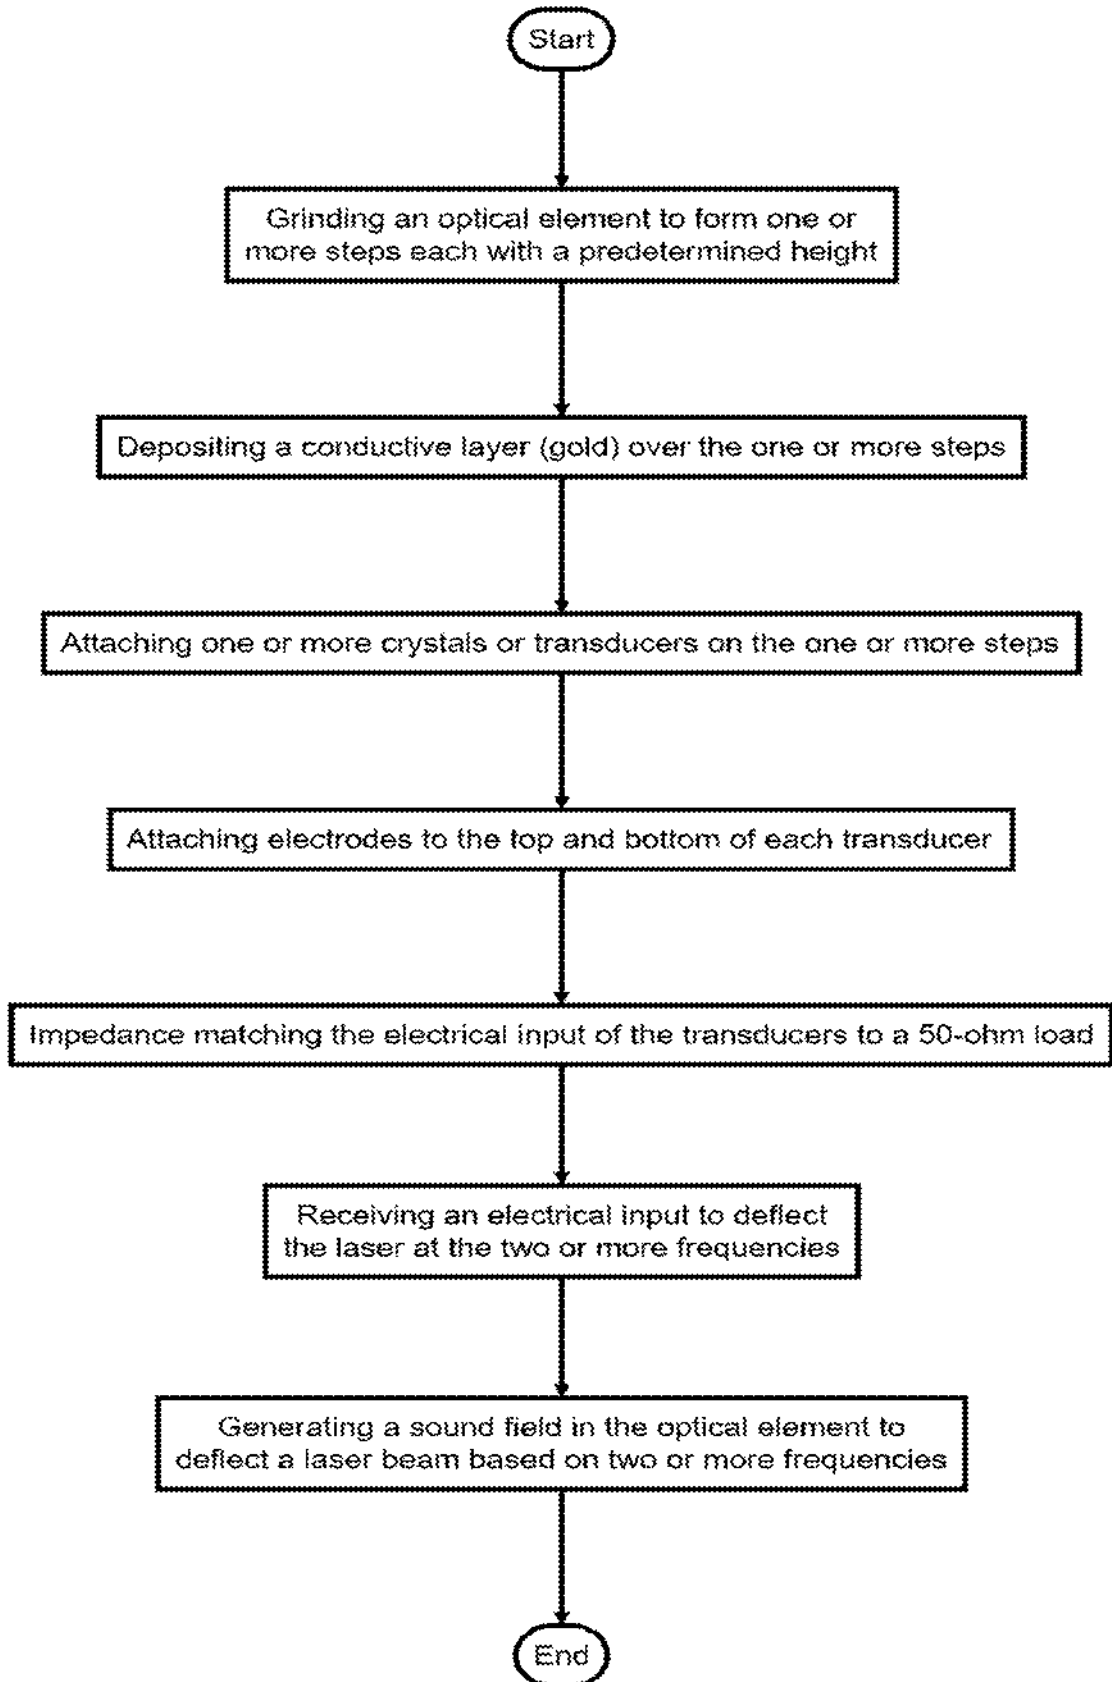 Start
Grinding an optical element to form one or
more steps each with a predetermined height
Depositing a conductive layer (gold) over the one or more steps
Attaching one or more crystals or transducers on the one or more steps
Attaching electrodes to the top and bottom of each transducer
Impedance matching the electrical input of the transducers to a 50-ohm load
Receiving an electrical input to deflect
the laser at the two or more frequencies
Generating a sound field in the optical element to
deflect a laser beam based on two or more frequencies
End